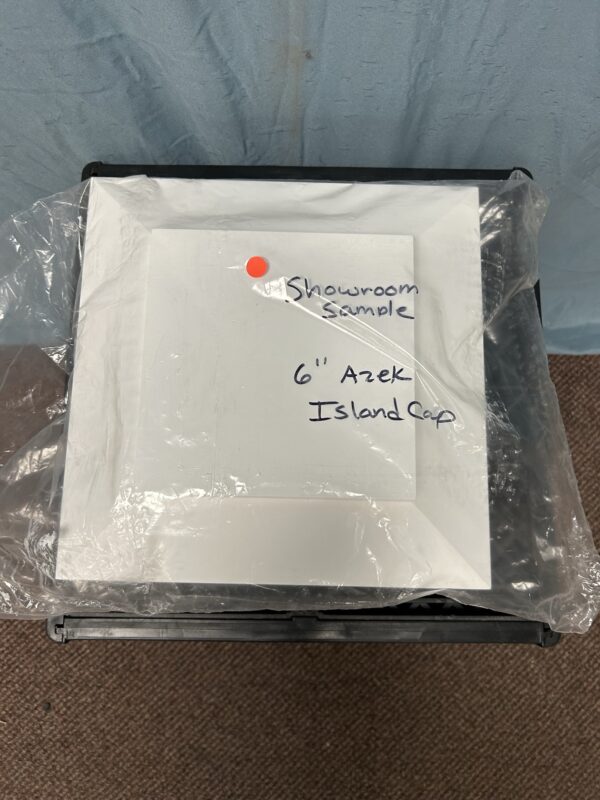 Showroom
Sample
6" Azek
Island Cap